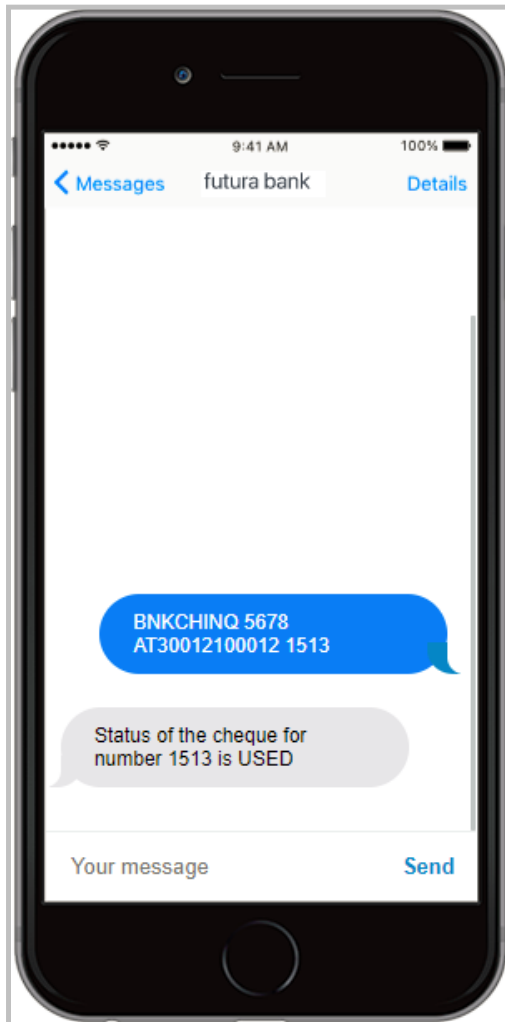 9:41 AM 100%
Messages futura bank Details
BNKCHINQ 5678
AT30012100012 1513
Status of the cheque for
number 1513 is USED
Your message Send